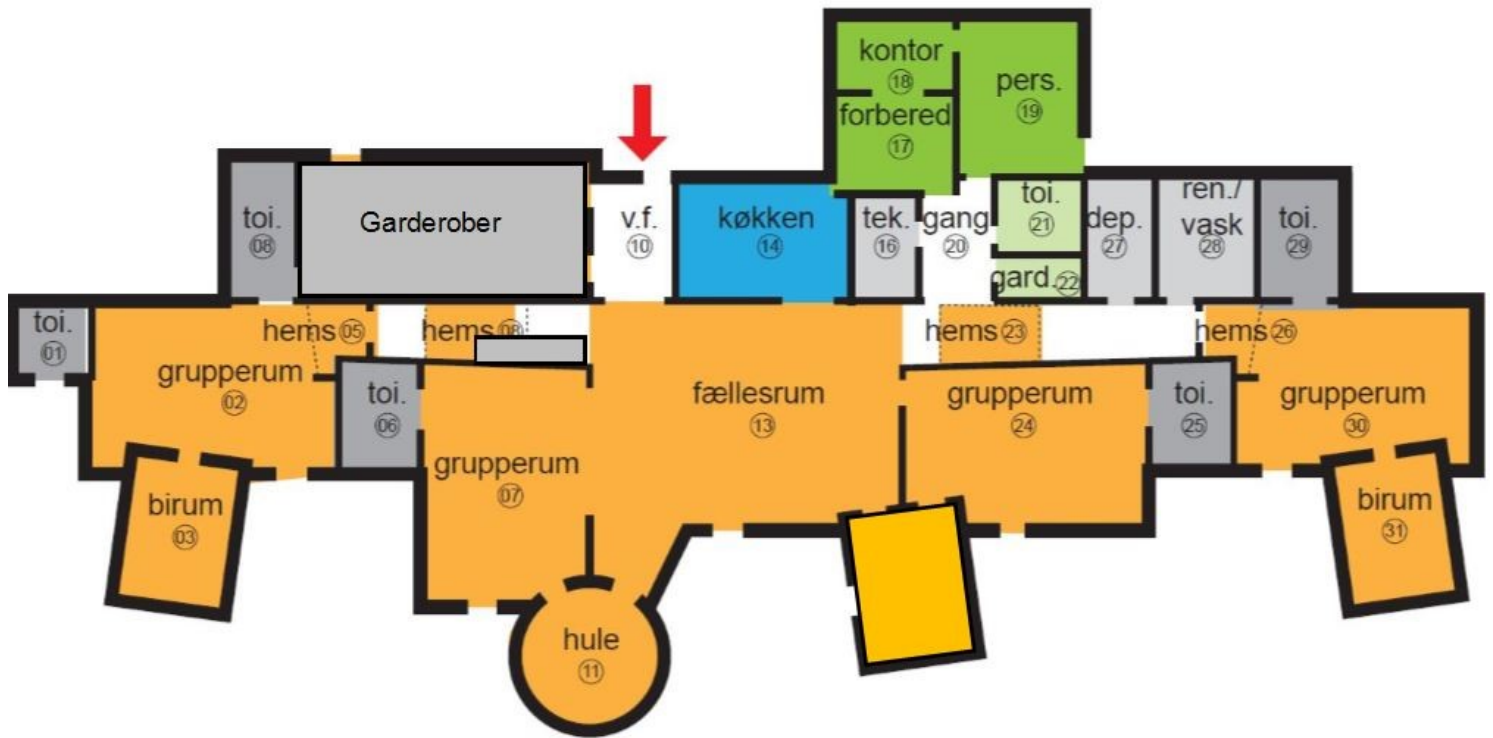 kontor
18
pers.
19
forbered
17
toi.
08
Garderober
v.f.
10
køkken
14
tek.
16
gang
20
toi.
21
gard. 22
dep.
27
ren./
vask
28
toi.
29
toi.
01
hems 05
hems 08
hems 23
hems 26
grupperum
02
toi.
06
grupperum
07
fællesrum
13
grupperum
24
toi.
25
grupperum
30
birum
03
birum
31
hule
11